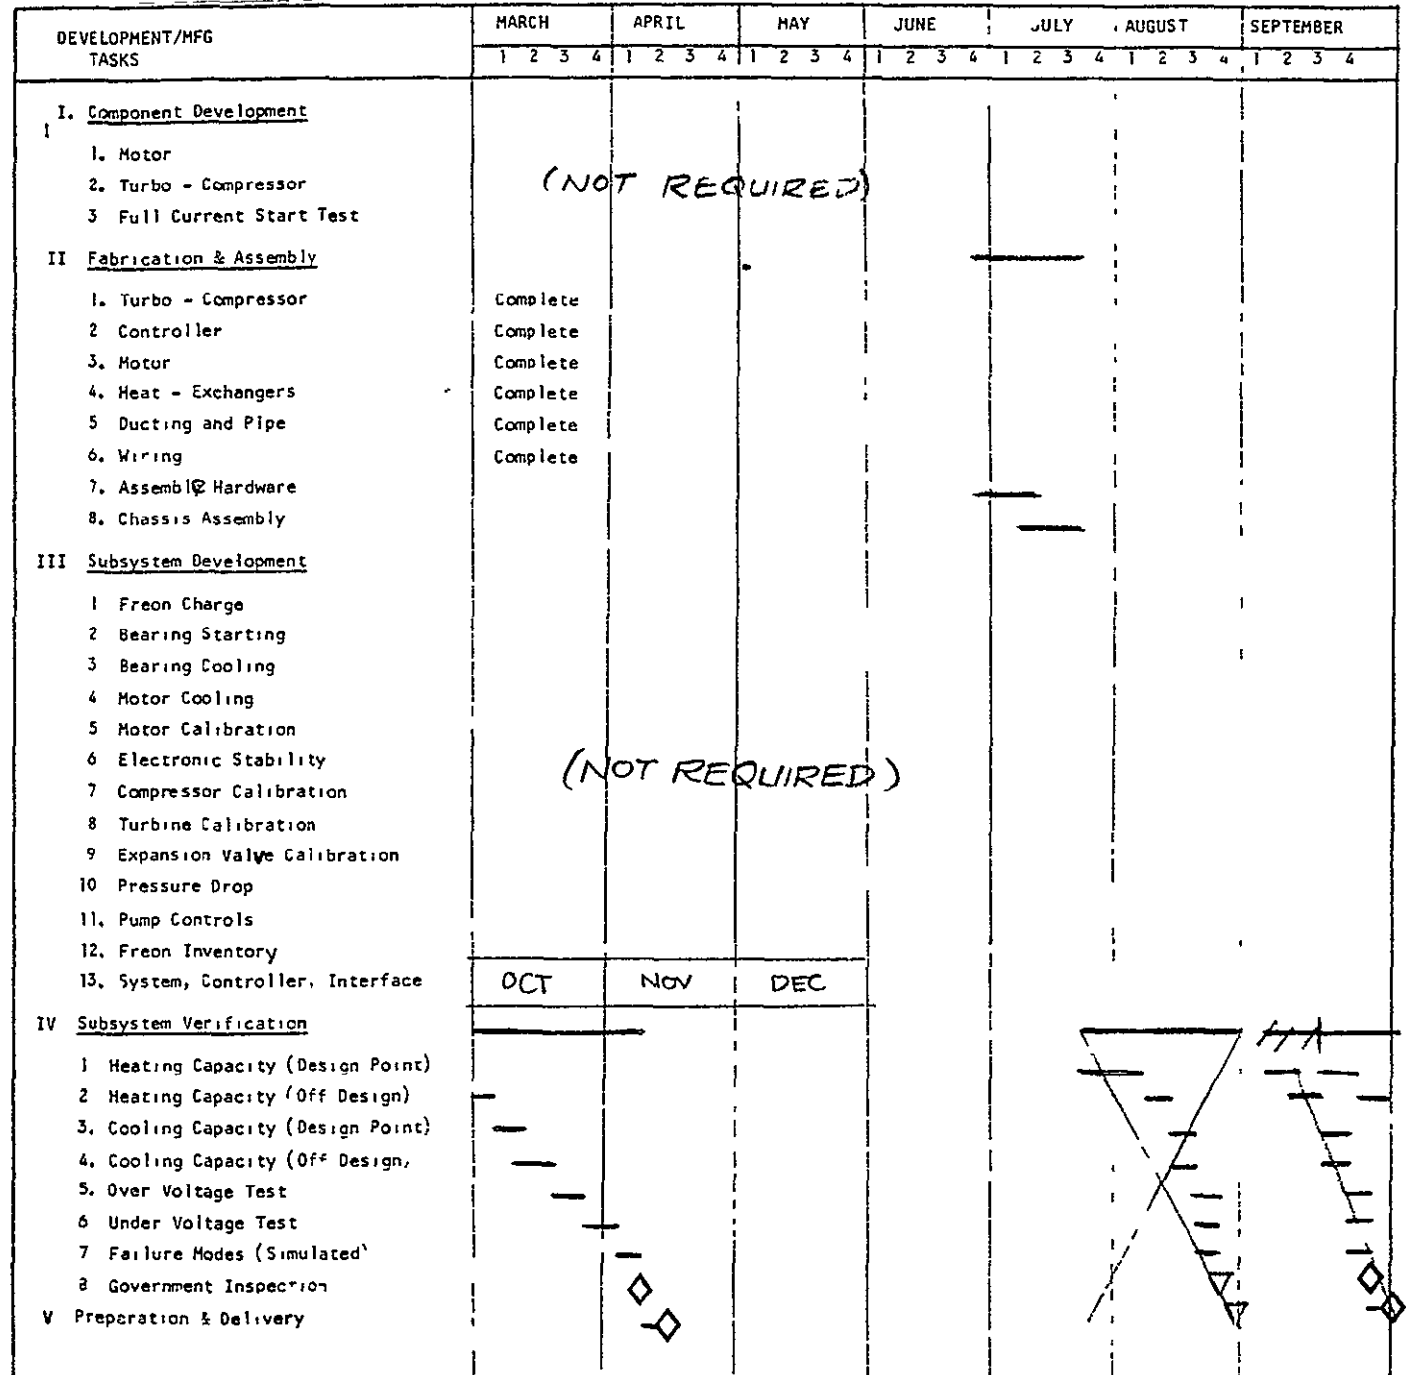 DEVELOPMENT/MFG TASKS MARCH APRIL MAY JUNE JULY AUGUST SEPTEMBER
1 2 3 4 1 2 3 4 1 2 3 4 1 2 3 4 1 2 3 4 1 2 3 4 1 2 3 4
I. Component Development
1. Motor
2. Turbo - Compressor (NOT REQUIRED)
3 Full Current Start Test
II Fabrication & Assembly
1. Turbo - Compressor Complete
2 Controller Complete
3. Motor Complete
4. Heat - Exchangers Complete
5 Ducting and Pipe Complete
6. Wiring Complete
7. Assemble Hardware
8. Chassis Assembly
III Subsystem Development
1 Freon Charge
2 Bearing Starting
3 Bearing Cooling
4 Motor Cooling
5 Motor Calibration
6 Electronic Stability (NOT REQUIRED)
7 Compressor Calibration
8 Turbine Calibration
9 Expansion Valve Calibration
10 Pressure Drop
11. Pump Controls
12. Freon Inventory
13. System, Controller, Interface OCT NOV DEC
IV Subsystem Verification
1 Heating Capacity (Design Point)
2 Heating Capacity (Off Design)
3. Cooling Capacity (Design Point)
4. Cooling Capacity (Off Design,
5. Over Voltage Test
6 Under Voltage Test
7 Failure Modes (Simulated)
8 Government Inspection
V Preparation & Delivery